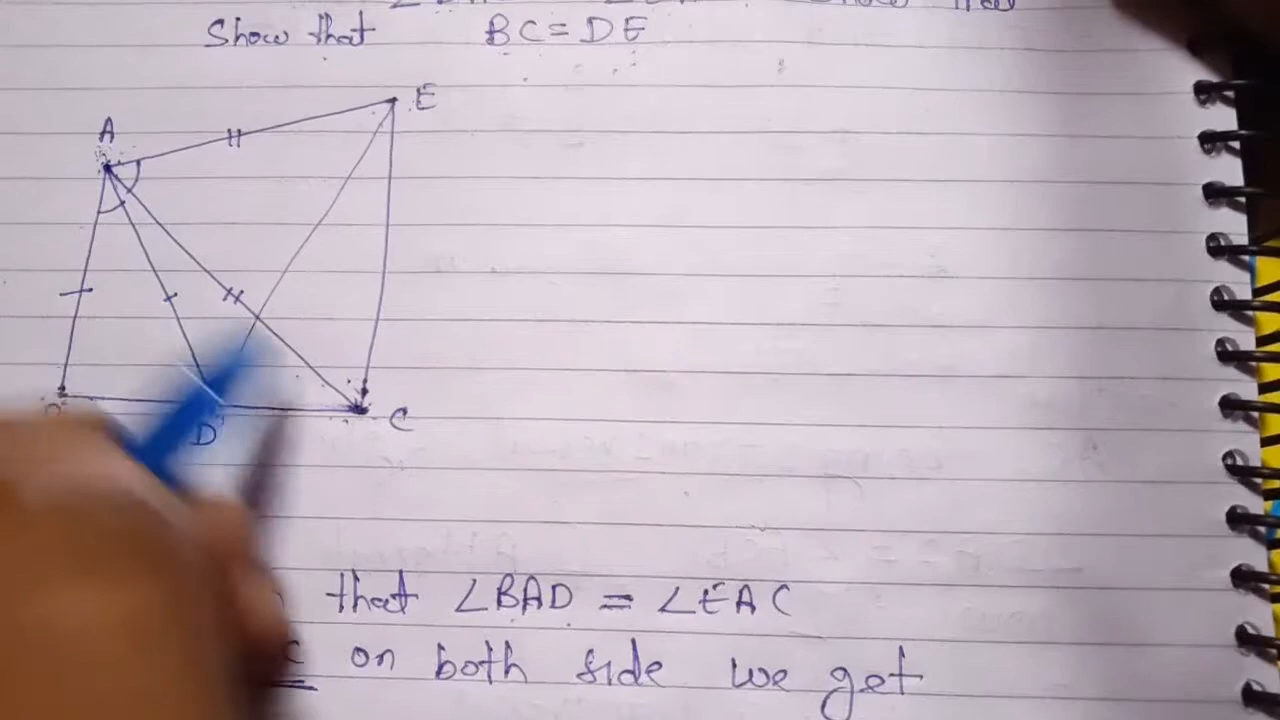 Show that BC = DE
A
E
D
C
that ∠BAD = ∠EAC
on both side we get